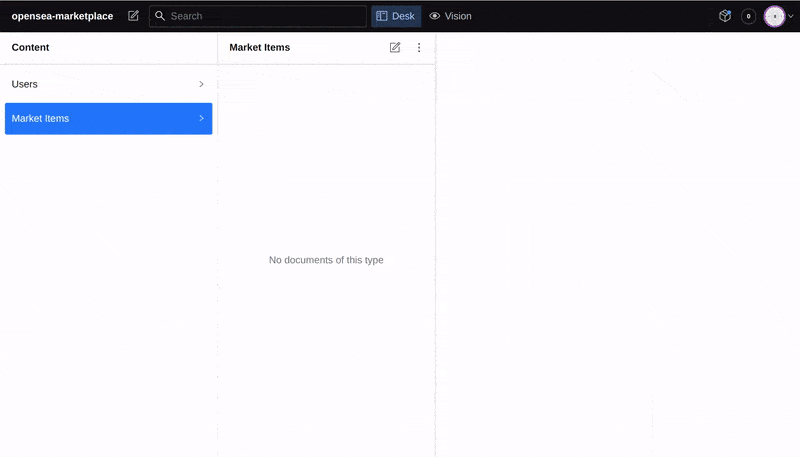 opensea-marketplace Search Desk Vision 0
Content Market Items
Users
Market Items
No documents of this type